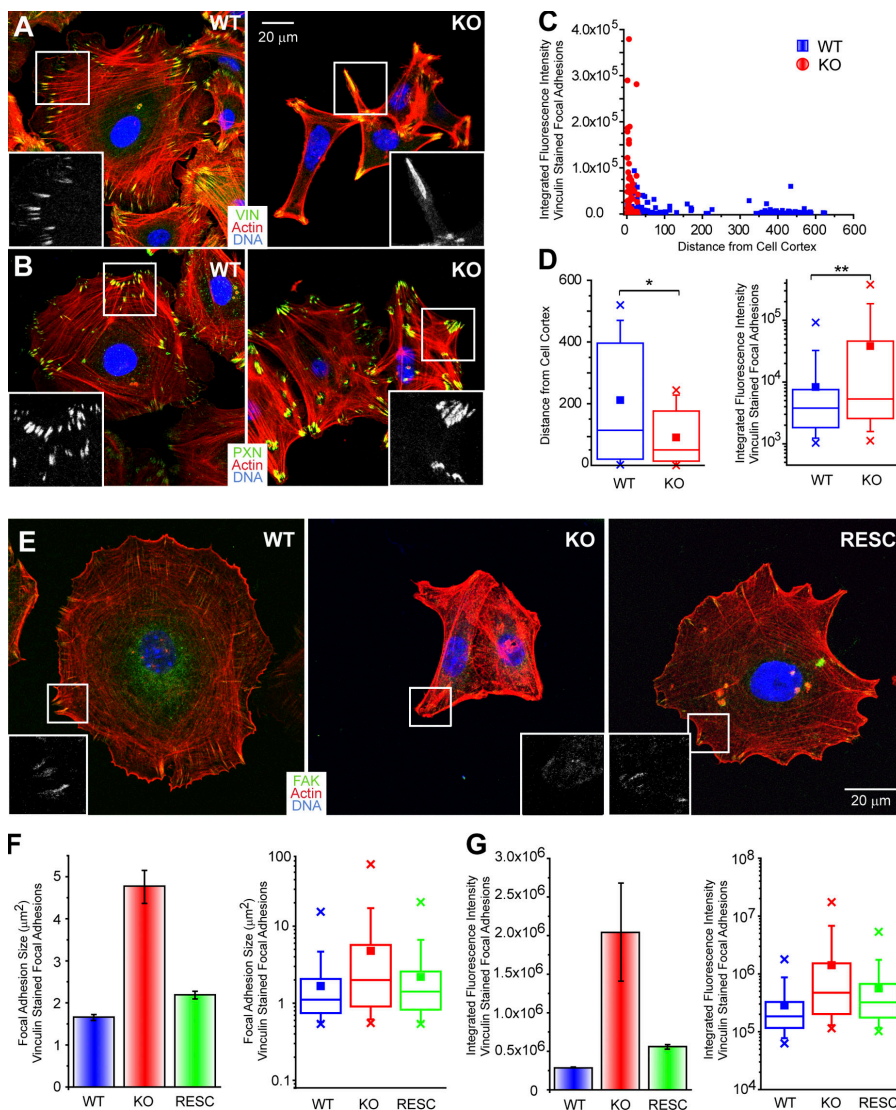 A
WT
KO
20 μm
VIN
Actin
DNA
B
WT
KO
PXN
Actin
DNA
C
Integrated Fluorescence Intensity
Vinculin Stained Focal Adhesions
4.0x10⁵
3.0x10⁵
2.0x10⁵
1.0x10⁵
0.0
0 100 200 300 400 500 600
Distance from Cell Cortex
WT
KO
D
Distance from Cell Cortex
600
400
200
0
*
WT KO
Integrated Fluorescence Intensity
Vinculin Stained Focal Adhesions
10⁵
10⁴
10³
**
WT KO
E
WT
KO
RESC
FAK
Actin
DNA
20 μm
F
Focal Adhesion Size (μm²)
Vinculin Stained Focal Adhesions
5
4
3
2
1
0
WT KO RESC
Focal Adhesion Size (μm²)
Vinculin Stained Focal Adhesions
100
10
1
0.1
WT KO RESC
G
Integrated Fluorescence Intensity
Vinculin Stained Focal Adhesions
3.0x10⁶
2.5x10⁶
2.0x10⁶
1.5x10⁶
1.0x10⁶
0.5x10⁶
0
WT KO RESC
Integrated Fluorescence Intensity
Vinculin Stained Focal Adhesions
10⁸
10⁷
10⁶
10⁵
10⁴
WT KO RESC